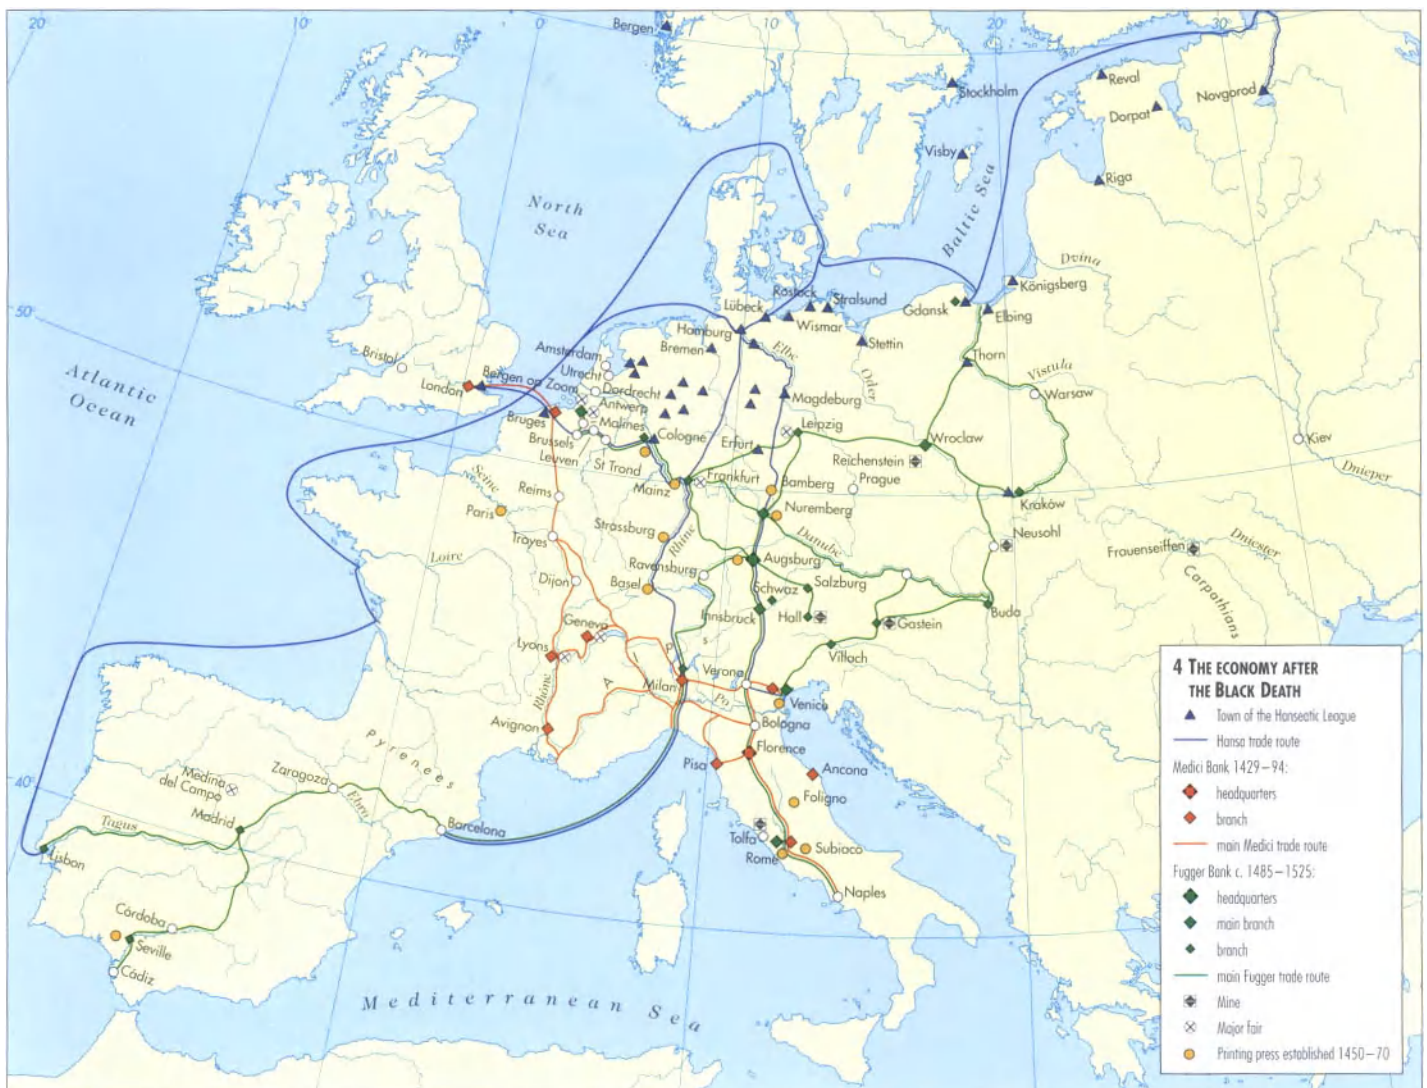 20°
10°
0°
10°
20°
30°
Bergen
Stockholm
Reval
Novgorod
Dorpat
Visby
Riga
Baltic Sea
North
Sea
Dvina
Königsberg
Rostock
Stralsund
Lübeck
Wismar
Gdansk
Elbing
Hamburg
Bremen
Elbe
Stettin
50°
Atlantic
Ocean
Bristol
London
Amsterdam
Utrecht
Bergen op Zoom
Dordrecht
Antwerp
Bruges
Malines
Brussels
Leuven
St Trond
Cologne
Oder
Thorn
Vistula
Warsaw
Magdeburg
Leipzig
Erfurt
Wroclaw
Reichenstein
Prague
Kiev
Dnieper
Seine
Reims
Paris
Troyes
Mainz
Frankfurt
Bamberg
Nuremberg
Kraków
Neusohl
Frauenseiffen
Dniester
Carpathians
Strassburg
Rhine
Danube
Loire
Dijon
Ravensburg
Basel
Augsburg
Schwaz
Salzburg
Innsbruck
Hall
Gastein
Buda
Villach
Geneva
Lyons
Rhône
A l p s
Milan
Verona
Po
Venice
Bologna
Avignon
Florence
Pisa
Ancona
Foligno
Tolfa
Rome
Subiaco
Naples
40°
Pyrenees
Medina
del Campo
Zaragoza
Ebro
Madrid
Tagus
Barcelona
Lisbon
Córdoba
Seville
Cádiz
Mediterranean Sea
4 THE ECONOMY AFTER
THE BLACK DEATH
Town of the Hanseatic League
Hansa trade route
Medici Bank 1429–94:
headquarters
branch
main Medici trade route
Fugger Bank c. 1485–1525:
headquarters
main branch
branch
main Fugger trade route
Mine
Major fair
Printing press established 1450–70